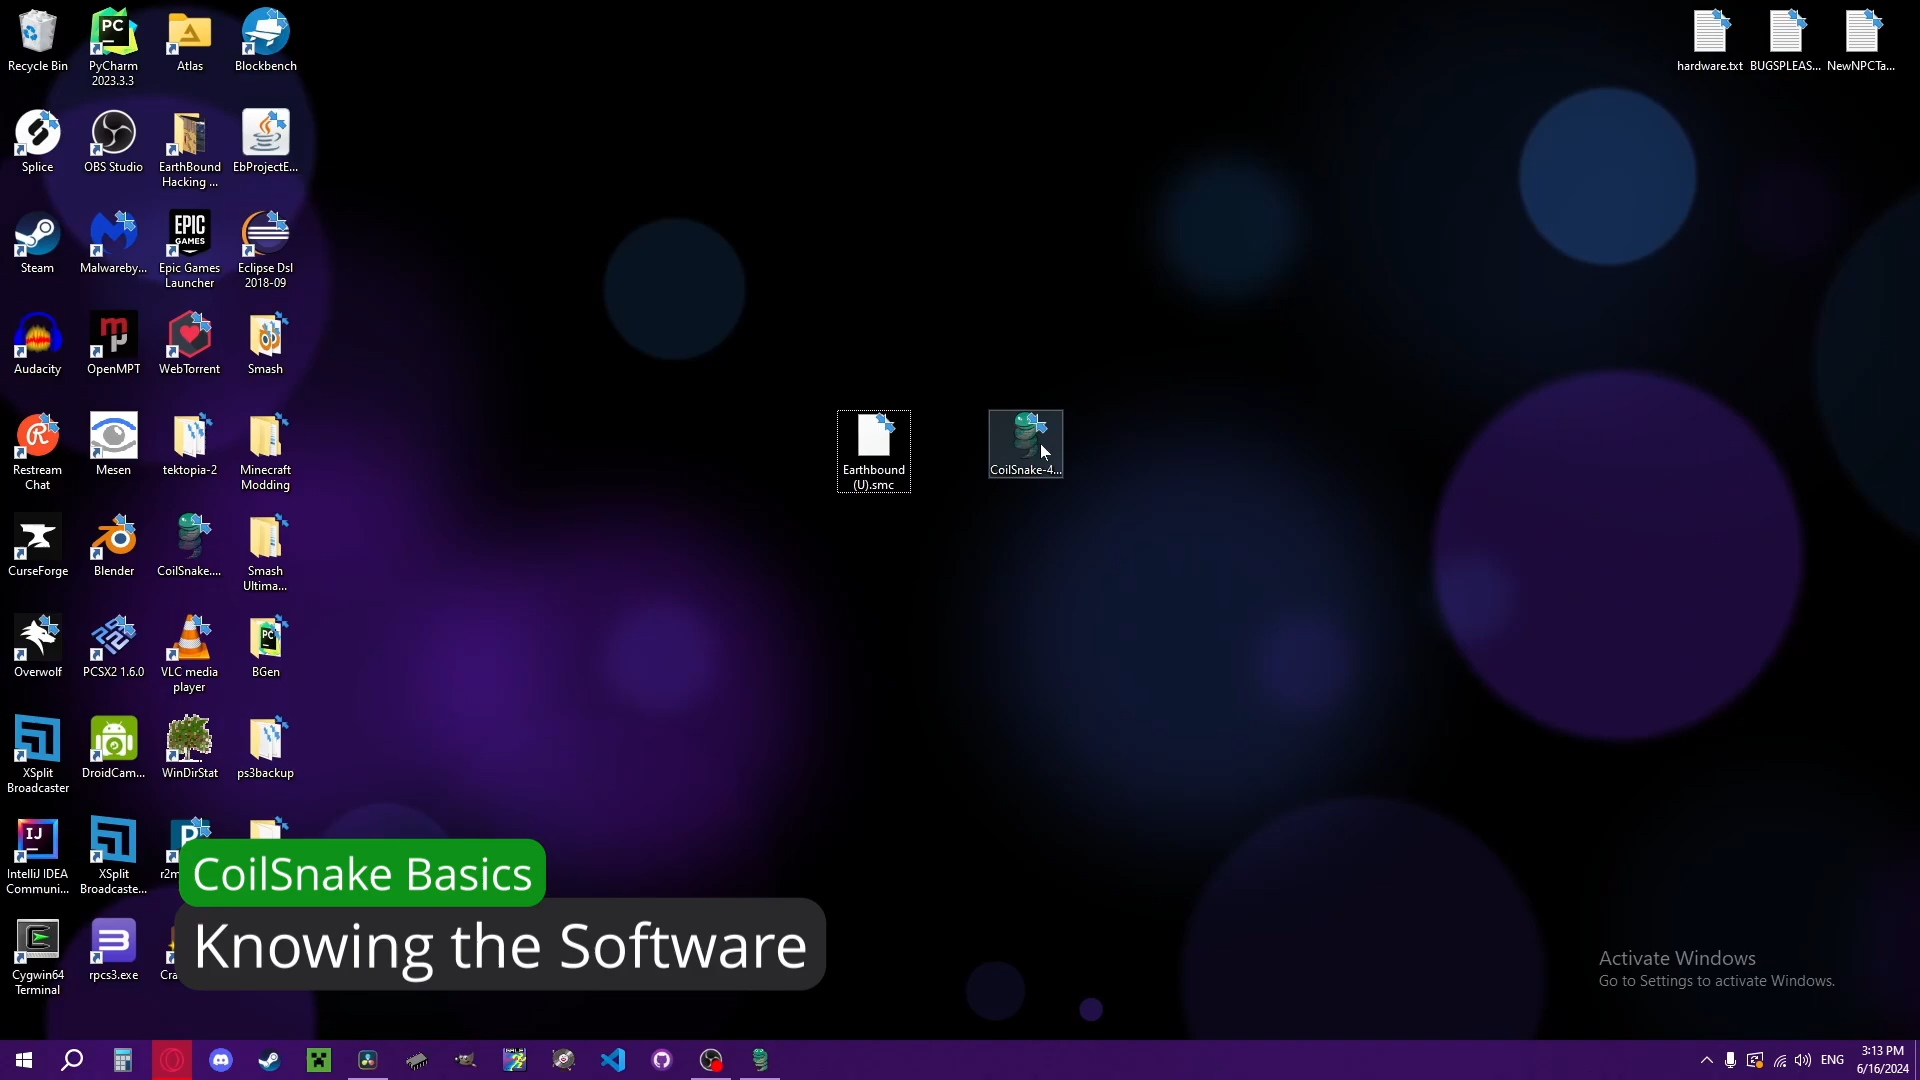 Recycle Bin
PyCharm
2023.3.3
Atlas
Blockbench
hardware.txt
BUGSPLEAS...
NewNPCTa...
Splice
OBS Studio
EarthBound
Hacking ...
EbProjectE...
Steam
Malwareby...
EPIC
GAMES
Epic Games
Launcher
Eclipse Dsl
2018-09
Audacity
OpenMPT
WebTorrent
Smash
Restream
Chat
Mesen
tektopia-2
Minecraft
Modding
Earthbound
(U).smc
CoilSnake-4...
CurseForge
Blender
CoilSnake....
Smash
Ultima...
Overwolf
PCSX2 1.6.0
VLC media
player
BGen
XSplit
Broadcaster
DroidCam...
WinDirStat
ps3backup
IntelliJ IDEA
Communi...
XSplit
Broadcaste...
r2m
CoilSnake Basics
Knowing the Software
Cygwin64
Terminal
rpcs3.exe
Cra
Activate Windows
Go to Settings to activate Windows.
ENG
3:13 PM
6/16/2024